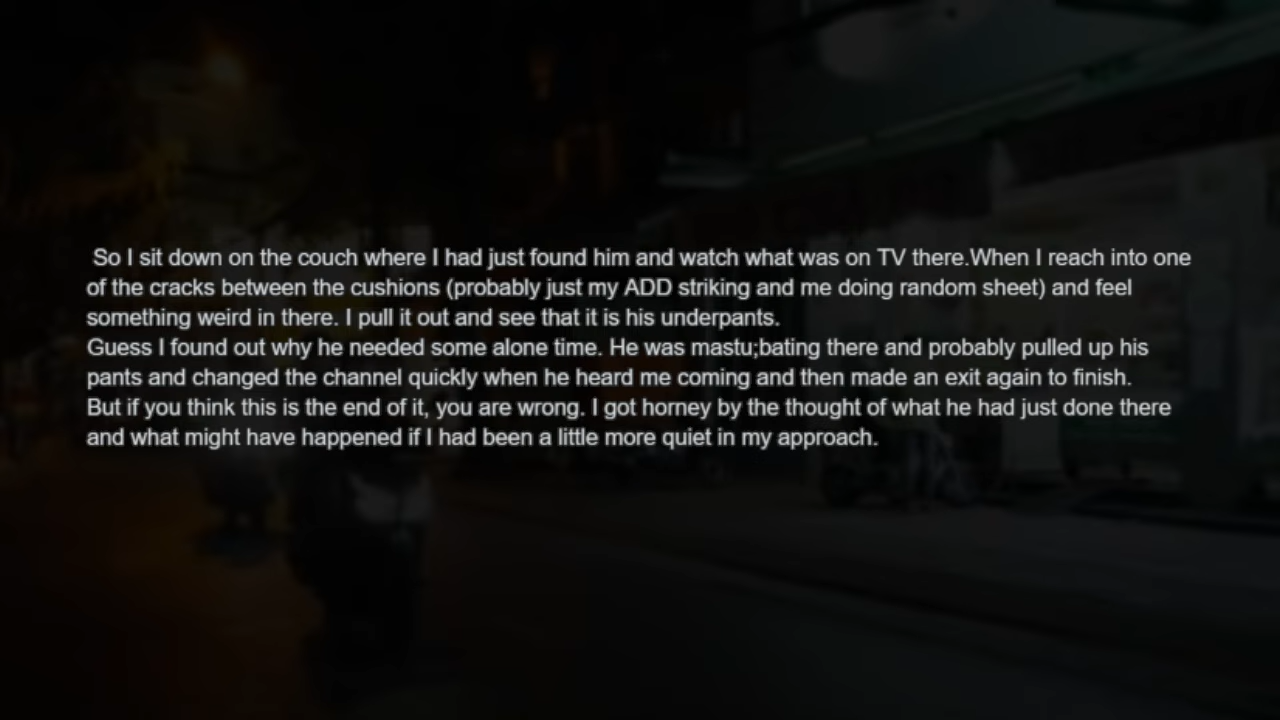 So I sit down on the couch where I had just found him and watch what was on TV there.When I reach into one
of the cracks between the cushions (probably just my ADD striking and me doing random sheet) and feel
something weird in there. I pull it out and see that it is his underpants.
Guess I found out why he needed some alone time. He was mastu;bating there and probably pulled up his
pants and changed the channel quickly when he heard me coming and then made an exit again to finish.
But if you think this is the end of it, you are wrong. I got horney by the thought of what he had just done there
and what might have happened if I had been a little more quiet in my approach.